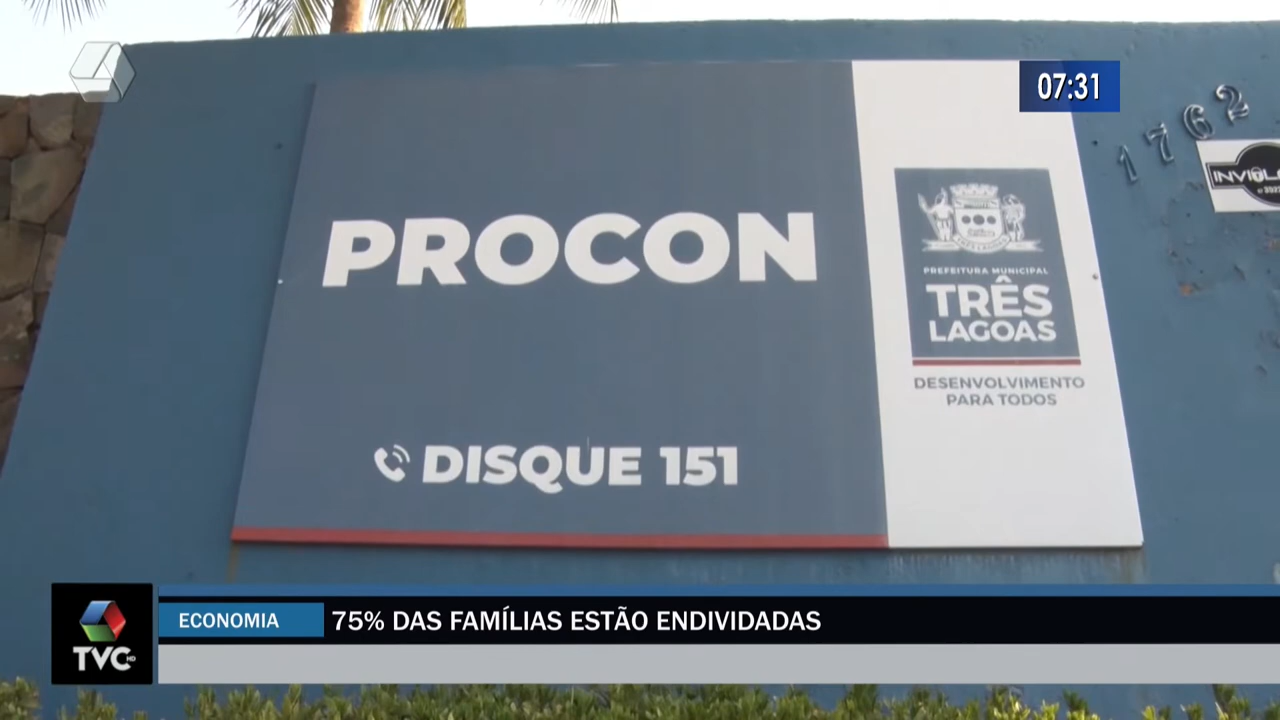 07:31
1762
PROCON
PREFEITURA MUNICIPAL
TRÊS
LAGOAS
DESENVOLVIMENTO
PARA TODOS
DISQUE 151
ECONOMIA
75% DAS FAMÍLIAS ESTÃO ENDIVIDADAS
TVC HD